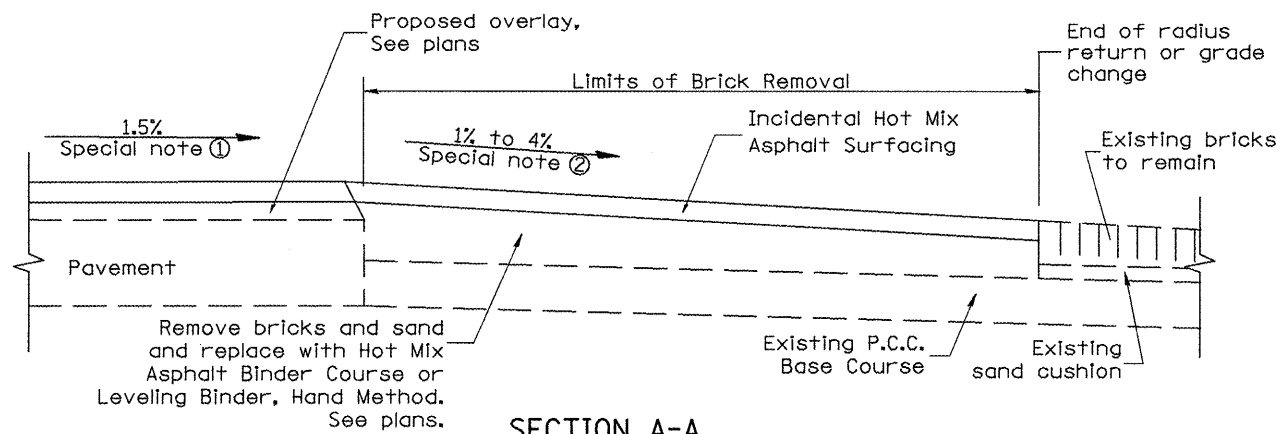 Proposed overlay,
See plans
End of radius
return or grade
change
Limits of Brick Removal
1.5%
Special note ①
1% to 4%
Special note ②
Incidental Hot Mix
Asphalt Surfacing
Existing bricks
to remain
Pavement
Remove bricks and sand
and replace with Hot Mix
Asphalt Binder Course or
Leveling Binder, Hand Method.
See plans.
Existing P.C.C.
Base Course
Existing
sand cushion
SECTION A-A